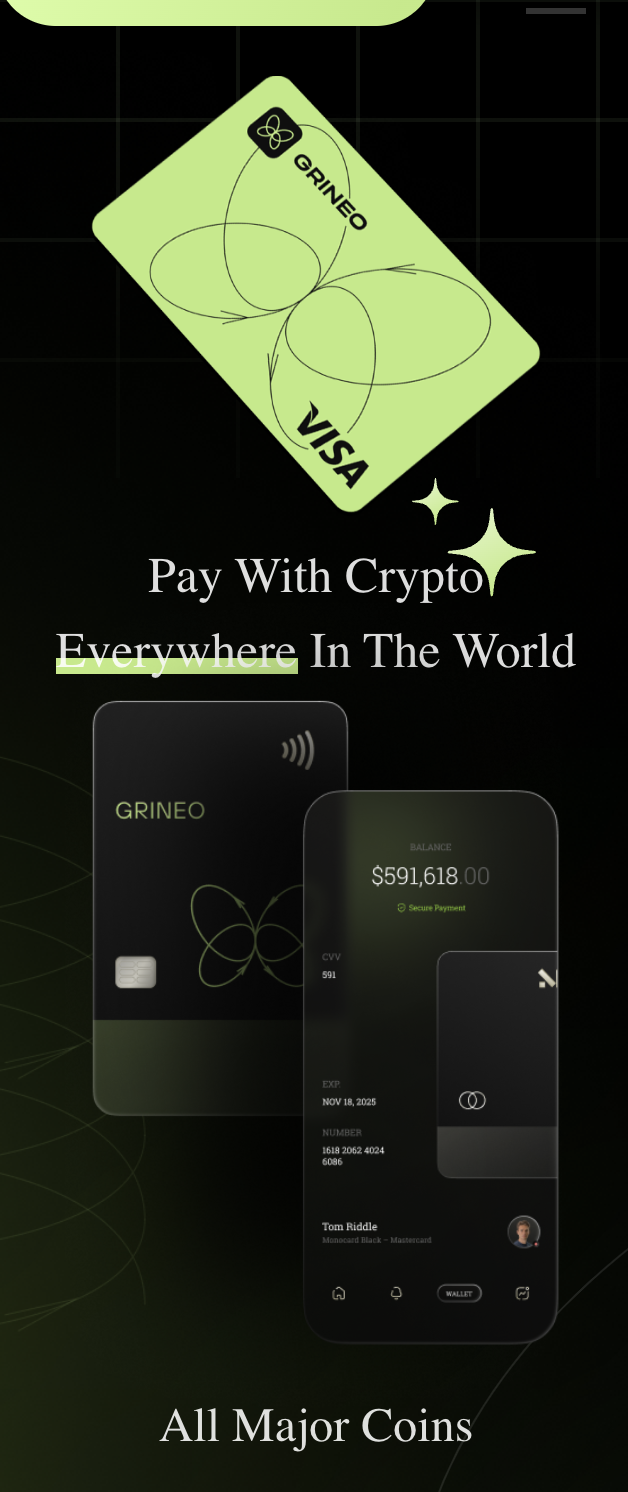 GRINEO
VISA
Pay With Crypto
Everywhere In The World
GRINEO
BALANCE
$591,618.00
Secure Payment
CVV
591
EXP.
NOV 18, 2025
NUMBER
1618 2062 4024
6086
Tom Riddle
Monocard Black – Mastercard
WALLET
All Major Coins